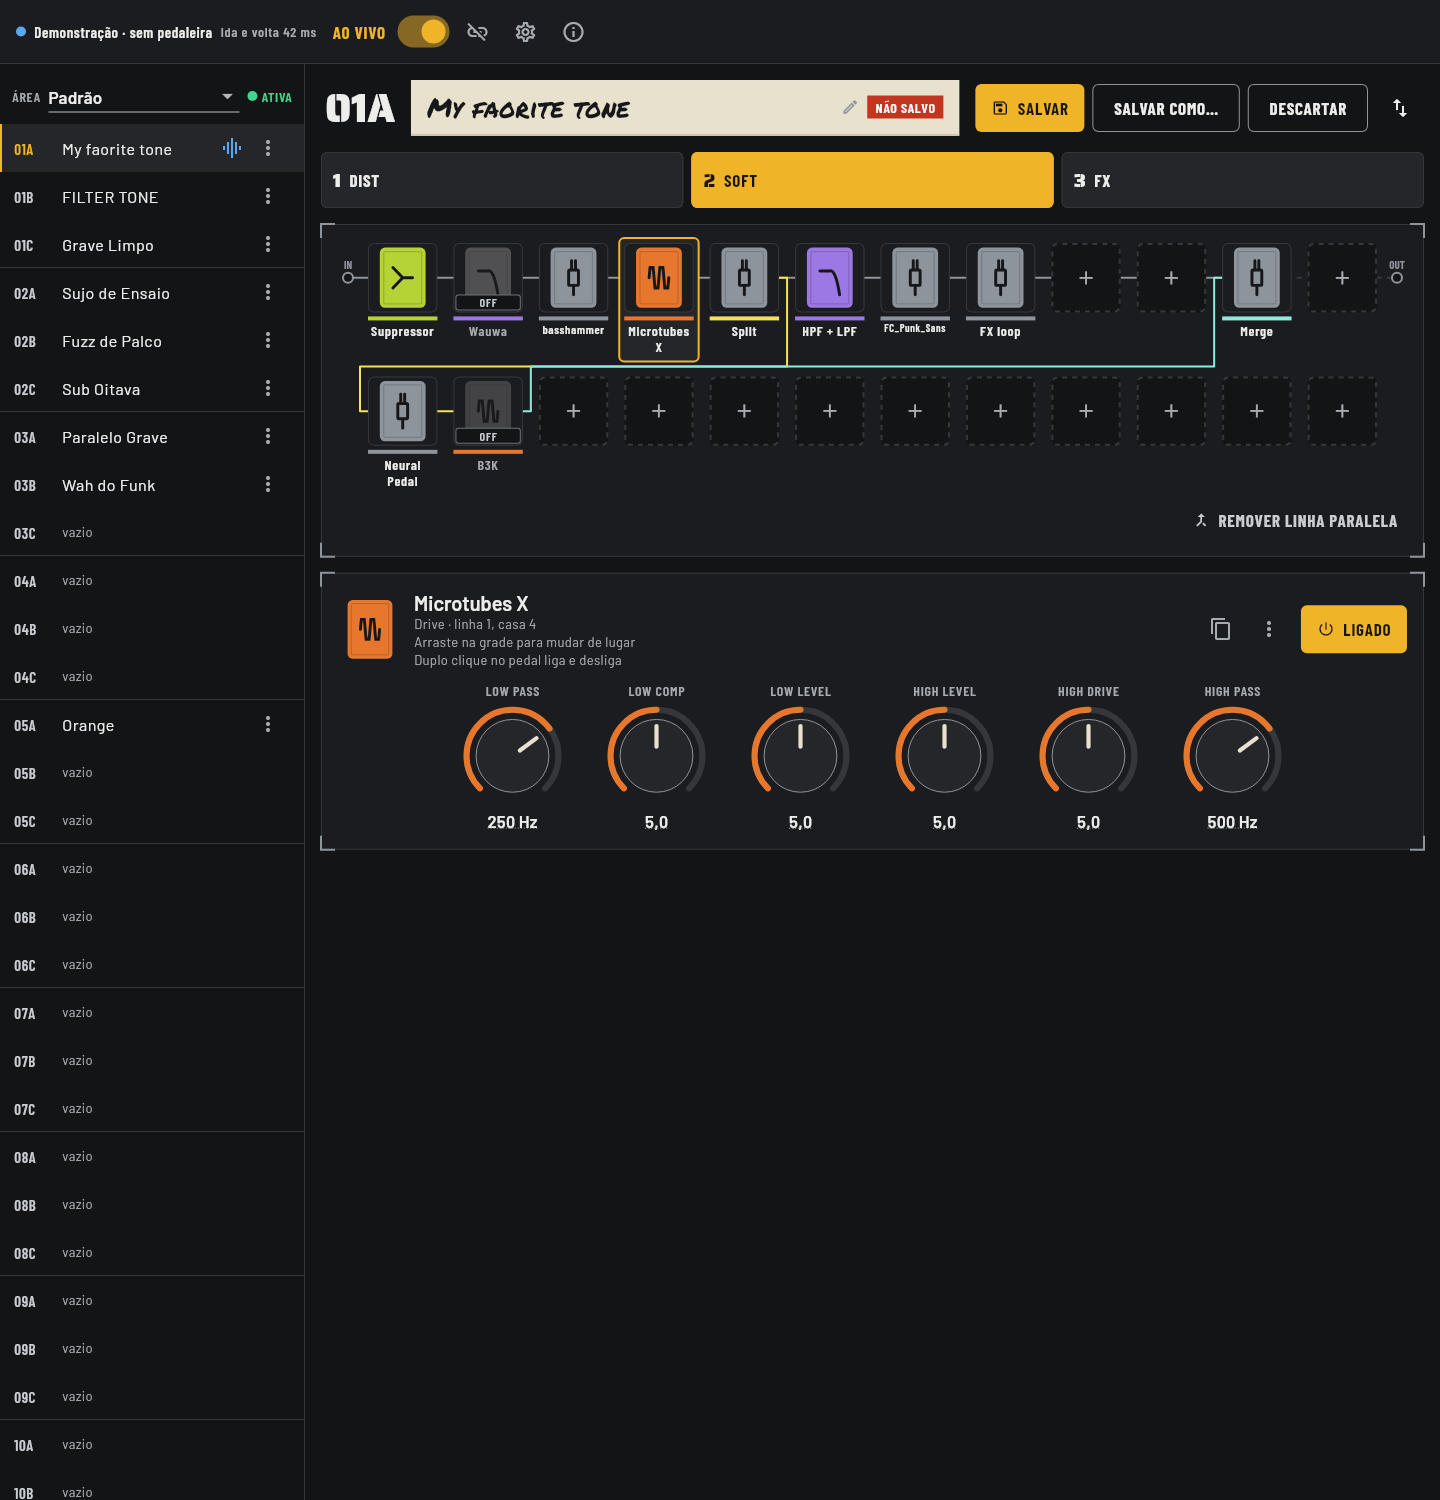 Demonstração · sem pedaleira Ida e volta 42 ms AO VIVO
ÁREA Padrão ATIVA
01A My faorite tone
01B FILTER TONE
01C Grave Limpo
02A Sujo de Ensaio
02B Fuzz de Palco
02C Sub Oitava
03A Paralelo Grave
03B Wah do Funk
03C vazio
04A vazio
04B vazio
04C vazio
05A Orange
05B vazio
05C vazio
06A vazio
06B vazio
06C vazio
07A vazio
07B vazio
07C vazio
08A vazio
08B vazio
08C vazio
09A vazio
09B vazio
09C vazio
10A vazio
10B vazio
01A My faorite tone NÃO SALVO SALVAR SALVAR COMO... DESCARTAR
1 DIST 2 SOFT 3 FX
IN OUT
OFF
Suppressor Wauwa basshammer Microtubes X Split HPF + LPF FC_Punk_Sans FX loop Merge
OFF
Neural Pedal B3K
REMOVER LINHA PARALELA
Microtubes X
Drive · linha 1, casa 4
Arraste na grade para mudar de lugar
Duplo clique no pedal liga e desliga
LIGADO
LOW PASS LOW COMP LOW LEVEL HIGH LEVEL HIGH DRIVE HIGH PASS
250 Hz 5,0 5,0 5,0 5,0 500 Hz